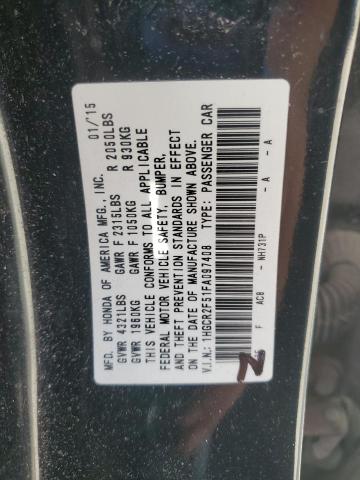 MFD. BY HONDA OF AMERICA MFG., INC. 01/15
GVWR 4321LBS GAWR F 2315LBS R 2050LBS
GVWR 1960KG GAWR F 1050KG R 930KG
THIS VEHICLE CONFORMS TO ALL APPLICABLE
FEDERAL MOTOR VEHICLE SAFETY, BUMPER,
AND THEFT PREVENTION STANDARDS IN EFFECT
ON THE DATE OF MANUFACTURE SHOWN ABOVE.
V.I.N.: 1HGCR2F51FA097408 TYPE: PASSENGER CAR
F AC8 - NH731P - A - A